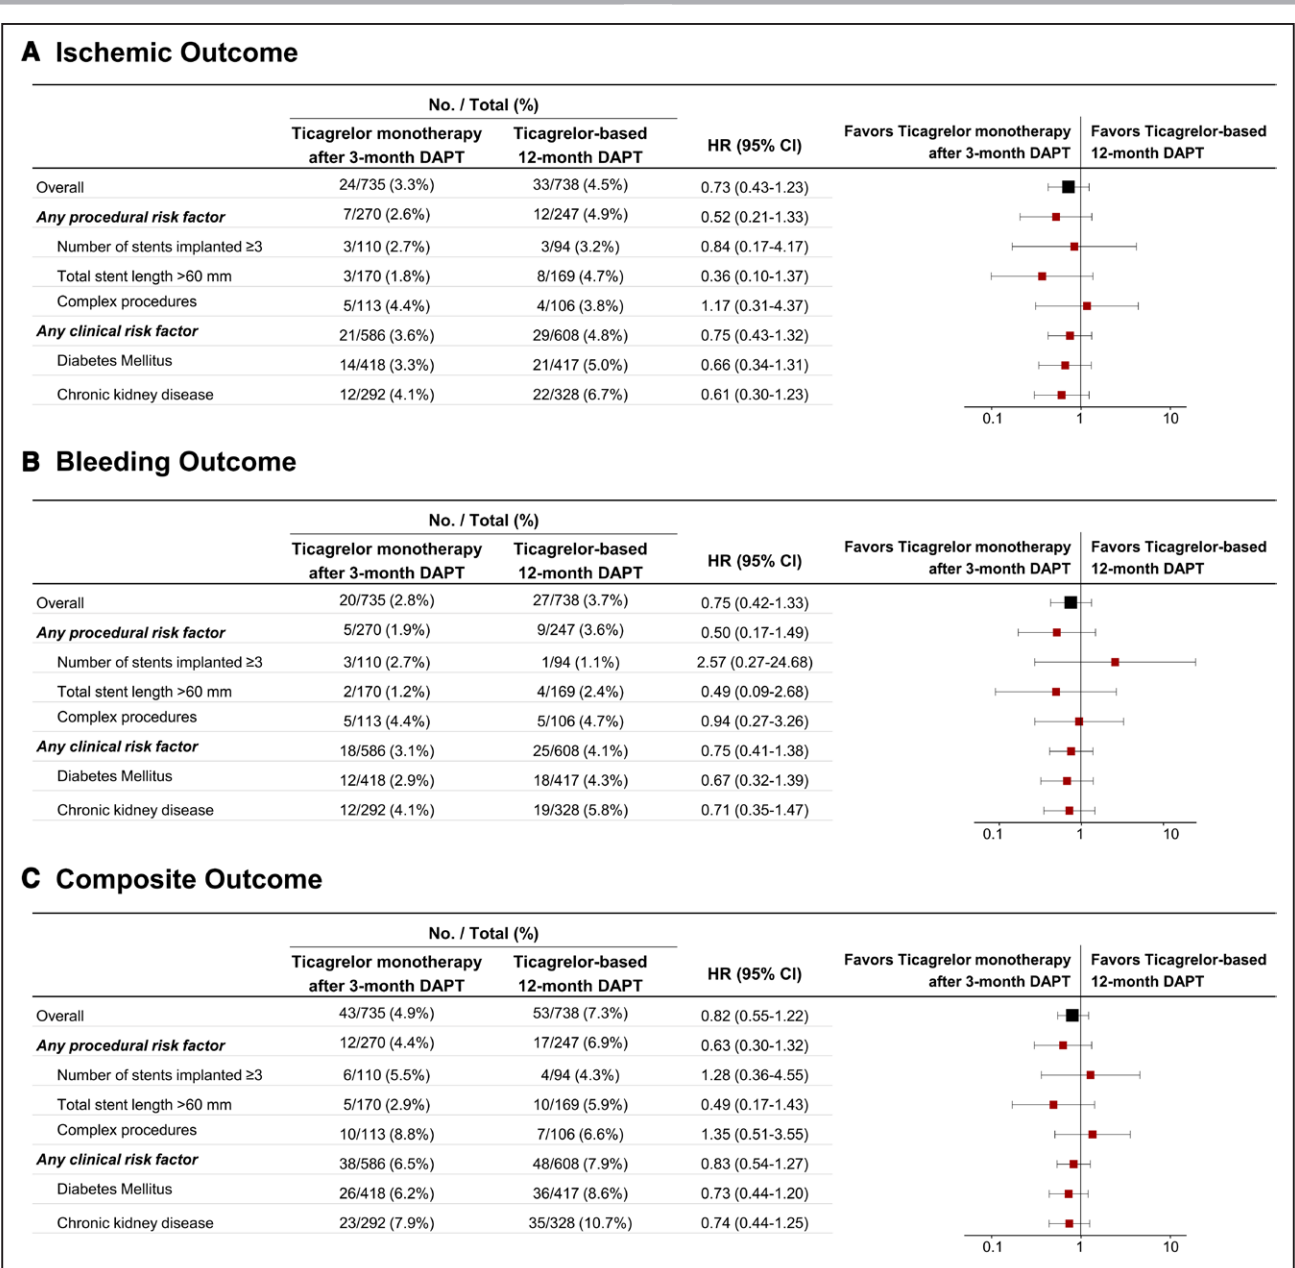 A Ischemic Outcome
No. / Total (%)
Ticagrelor monotherapy after 3-month DAPT
Ticagrelor-based 12-month DAPT
HR (95% CI)
Favors Ticagrelor monotherapy after 3-month DAPT
Favors Ticagrelor-based 12-month DAPT
Overall 24/735 (3.3%) 33/738 (4.5%) 0.73 (0.43-1.23)
Any procedural risk factor 7/270 (2.6%) 12/247 (4.9%) 0.52 (0.21-1.33)
Number of stents implanted ≥3 3/110 (2.7%) 3/94 (3.2%) 0.84 (0.17-4.17)
Total stent length >60 mm 3/170 (1.8%) 8/169 (4.7%) 0.36 (0.10-1.37)
Complex procedures 5/113 (4.4%) 4/106 (3.8%) 1.17 (0.31-4.37)
Any clinical risk factor 21/586 (3.6%) 29/608 (4.8%) 0.75 (0.43-1.32)
Diabetes Mellitus 14/418 (3.3%) 21/417 (5.0%) 0.66 (0.34-1.31)
Chronic kidney disease 12/292 (4.1%) 22/328 (6.7%) 0.61 (0.30-1.23)
0.1 1 10
B Bleeding Outcome
No. / Total (%)
Ticagrelor monotherapy after 3-month DAPT
Ticagrelor-based 12-month DAPT
HR (95% CI)
Favors Ticagrelor monotherapy after 3-month DAPT
Favors Ticagrelor-based 12-month DAPT
Overall 20/735 (2.8%) 27/738 (3.7%) 0.75 (0.42-1.33)
Any procedural risk factor 5/270 (1.9%) 9/247 (3.6%) 0.50 (0.17-1.49)
Number of stents implanted ≥3 3/110 (2.7%) 1/94 (1.1%) 2.57 (0.27-24.68)
Total stent length >60 mm 2/170 (1.2%) 4/169 (2.4%) 0.49 (0.09-2.68)
Complex procedures 5/113 (4.4%) 5/106 (4.7%) 0.94 (0.27-3.26)
Any clinical risk factor 18/586 (3.1%) 25/608 (4.1%) 0.75 (0.41-1.38)
Diabetes Mellitus 12/418 (2.9%) 18/417 (4.3%) 0.67 (0.32-1.39)
Chronic kidney disease 12/292 (4.1%) 19/328 (5.8%) 0.71 (0.35-1.47)
0.1 1 10
C Composite Outcome
No. / Total (%)
Ticagrelor monotherapy after 3-month DAPT
Ticagrelor-based 12-month DAPT
HR (95% CI)
Favors Ticagrelor monotherapy after 3-month DAPT
Favors Ticagrelor-based 12-month DAPT
Overall 43/735 (4.9%) 53/738 (7.3%) 0.82 (0.55-1.22)
Any procedural risk factor 12/270 (4.4%) 17/247 (6.9%) 0.63 (0.30-1.32)
Number of stents implanted ≥3 6/110 (5.5%) 4/94 (4.3%) 1.28 (0.36-4.55)
Total stent length >60 mm 5/170 (2.9%) 10/169 (5.9%) 0.49 (0.17-1.43)
Complex procedures 10/113 (8.8%) 7/106 (6.6%) 1.35 (0.51-3.55)
Any clinical risk factor 38/586 (6.5%) 48/608 (7.9%) 0.83 (0.54-1.27)
Diabetes Mellitus 26/418 (6.2%) 36/417 (8.6%) 0.73 (0.44-1.20)
Chronic kidney disease 23/292 (7.9%) 35/328 (10.7%) 0.74 (0.44-1.25)
0.1 1 10